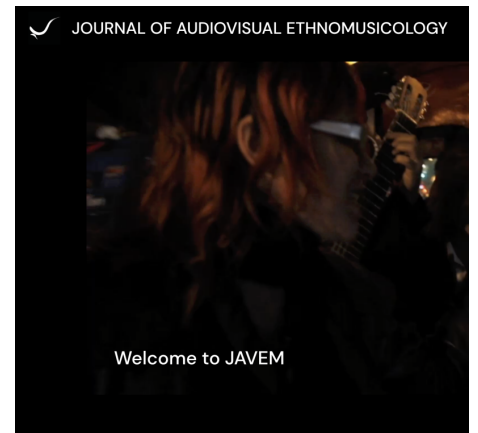 JOURNAL OF AUDIOVISUAL ETHNOMUSICOLOGY
Welcome to JAVEM